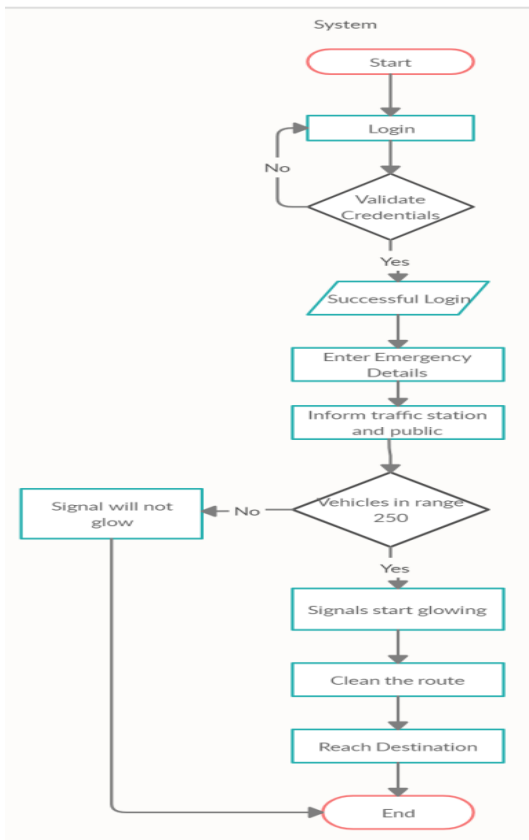 System
Start
Login
No
Validate
Credentials
Yes
Successful Login
Enter Emergency
Details
Inform traffic station
and public
Vehicles in range
250
No
Signal will not
glow
Yes
Signals start glowing
Clean the route
Reach Destination
End